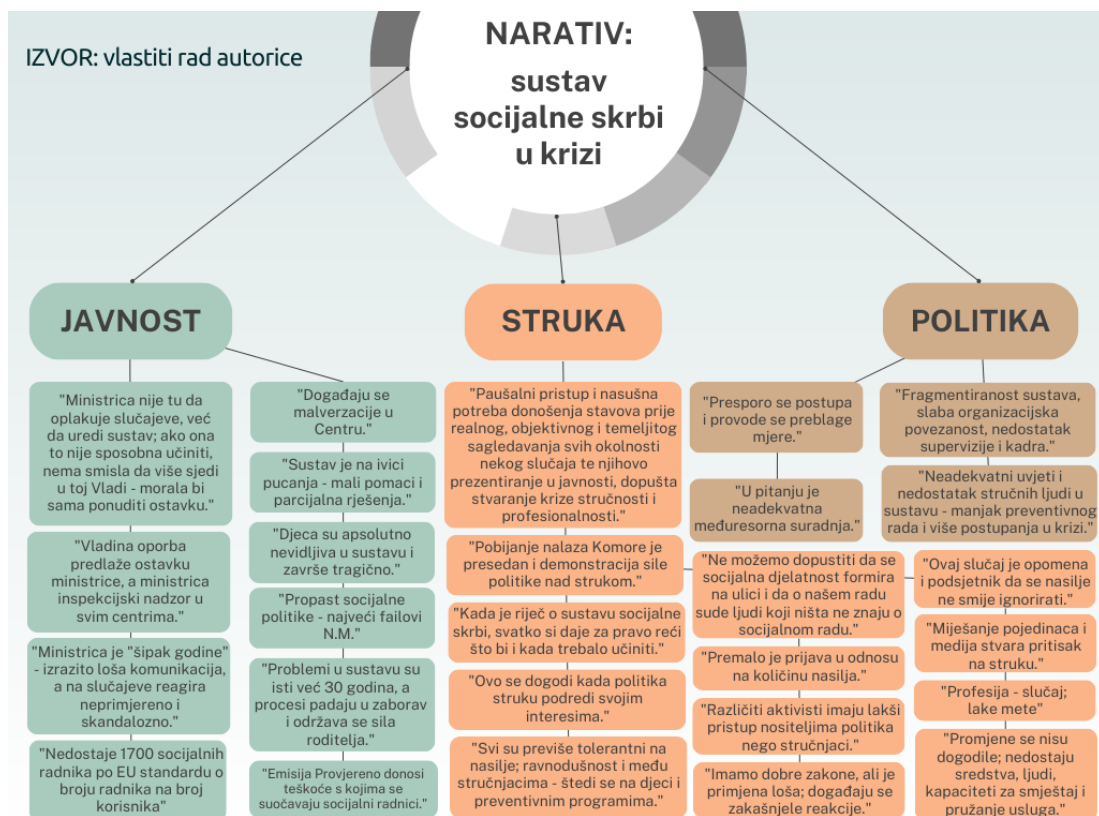 IZVOR: vlastiti rad autorice
NARATIV:
sustav
socijalne skrbi
u krizi
JAVNOST
"Ministrica nije tu da
oplakuje slučajeve, već
da uredi sustav; ako ona
to nije sposobna učiniti,
nema smisla da više sjedi
u toj Vladi - morala bi
sama ponuditi ostavku."
"Vladina oporba
predlaže ostavku
ministrice, a ministrica
inspekcijski nadzor u
svim centrima."
"Ministrica je "šipak godine"
- izrazito loša komunikacija,
a na slučajeve reagira
neprimjereno i
skandalozno."
"Nedostaje 1700 socijalnih
radnika po EU standardu o
broju radnika na broj
korisnika"
"Događaju se
malverzacije u
Centru."
"Sustav je na ivici
pucanja - mali pomaci i
parcijalna rješenja."
"Djeca su apsolutno
nevidljiva u sustavu i
završe tragično."
"Propast socijalne
politike - najveći failovi
N.M."
"Problemi u sustavu su
isti već 30 godina, a
procesi padaju u zaborav
i održava se sila
roditelja."
"Emisija Provjereno donosi
teškoće s kojima se
suočavaju socijalni radnici."
STRUKA
"Paušalni pristup i nasušna
potreba donošenja stavova prije
realnog, objektivnog i temeljitog
sagledavanja svih okolnosti
nekog slučaja te njihovo
prezentiranje u javnosti, dopušta
stvaranje krize stručnosti i
profesionalnosti."
"Pobijanje nalaza Komore je
presedan i demonstracija sile
politike nad strukom."
"Kada je riječ o sustavu socijalne
skrbi, svatko si daje za pravo reći
što bi i kada trebalo učiniti."
"Ovo se dogodi kada politika
struku podredi svojim
interesima."
"Svi su previše tolerantni na
nasilje; ravnodušnost i među
stručnjacima - štedi se na djeci i
preventivnim programima."
"Ne možemo dopustiti da se
socijalna djelatnost formira
na ulici i da o našem radu
sude ljudi koji ništa ne znaju o
socijalnom radu."
"Premalo je prijava u odnosu
na količinu nasilja."
"Različiti aktivisti imaju lakši
pristup nositeljima politika
nego stručnjaci."
"Imamo dobre zakone, ali je
primjena loša; događaju se
zakašnjele reakcije."
"Ovaj slučaj je opomena
i podsjetnik da se nasilje
ne smije ignorirati."
"Miješanje pojedinaca i
medija stvara pritisak
na struku."
"Profesija - slučaj;
lake mete"
"Promjene se nisu
dogodile; nedostaju
sredstva, ljudi,
kapaciteti za smještaj i
pružanje usluga."
POLITIKA
"Presporo se postupa
i provode se preblage
mjere."
"U pitanju je
neadekvatna
međuresorna suradnja."
"Fragmentiranost sustava,
slaba organizacijska
povezanost, nedostatak
supervizije i kadra."
"Neadekvatni uvjeti i
nedostatak stručnih ljudi u
sustavu - manjak preventivnog
rada i više postupanja u krizi."